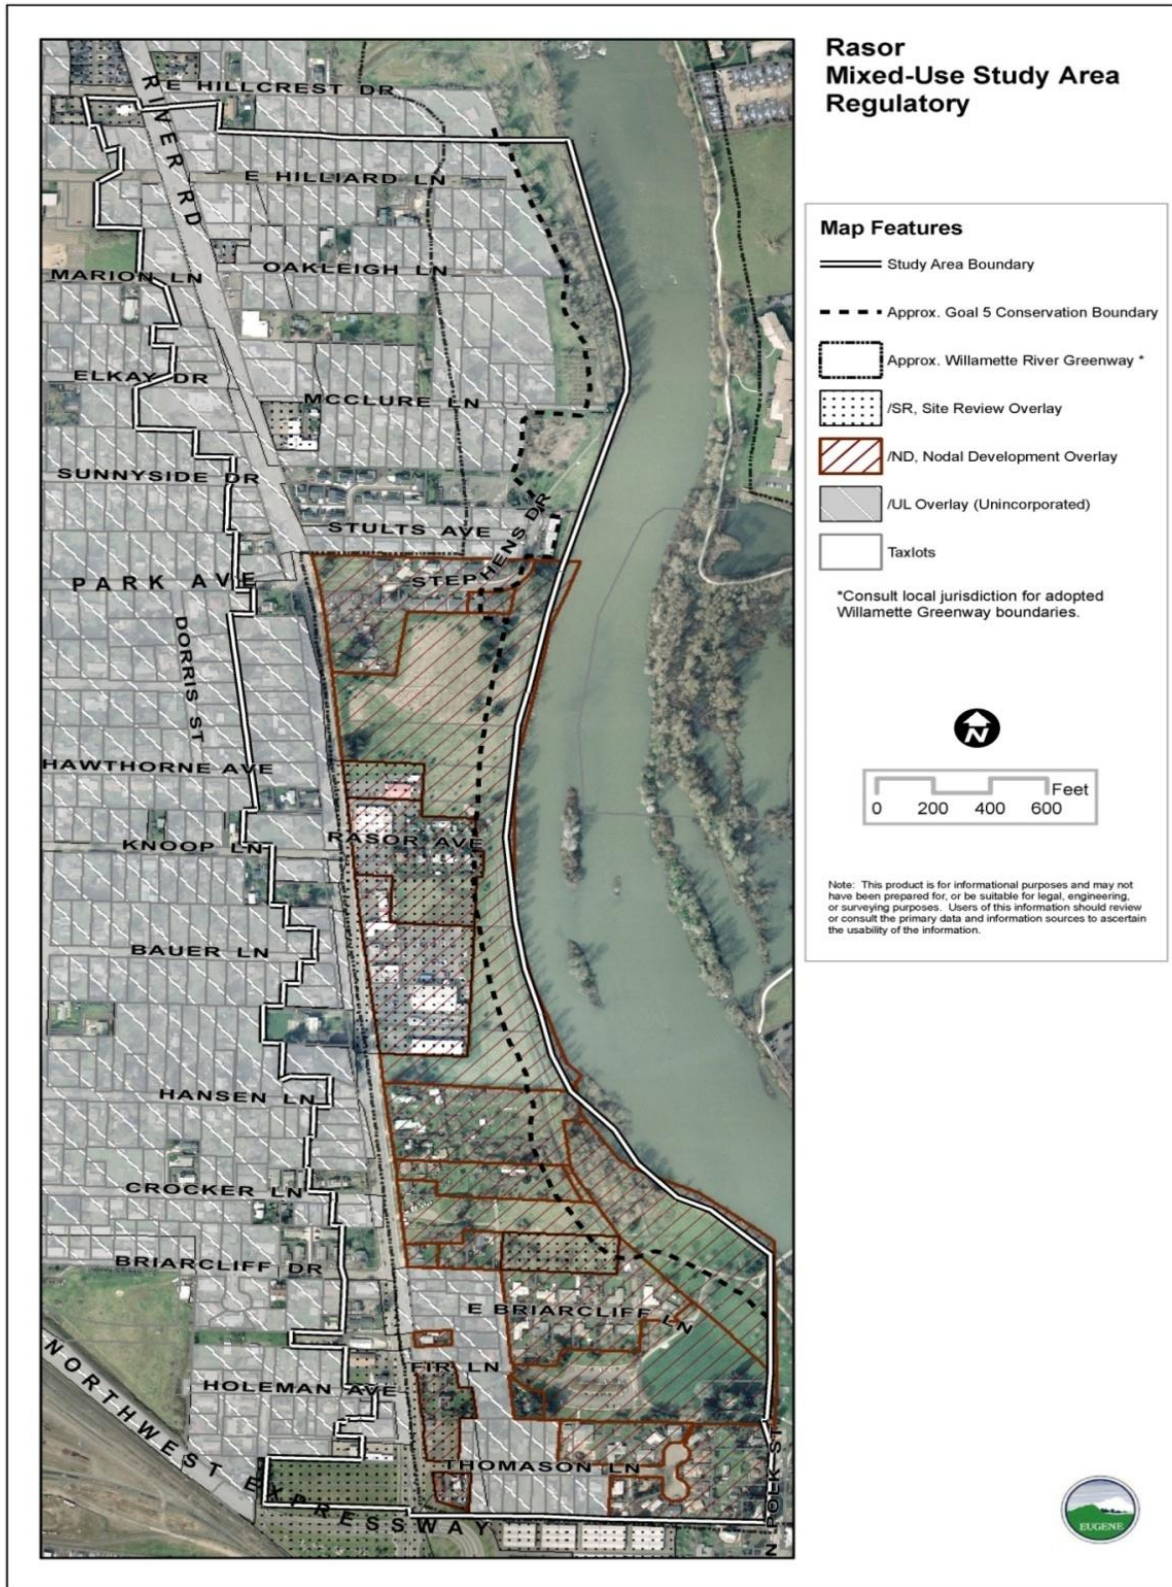 Rasor
Mixed-Use Study Area
Regulatory
Map Features
Study Area Boundary
Approx. Goal 5 Conservation Boundary
Approx. Willamette River Greenway *
/SR, Site Review Overlay
/ND, Nodal Development Overlay
/UL Overlay (Unincorporated)
Taxlots
*Consult local jurisdiction for adopted
Willamette Greenway boundaries.
N
Feet
0 200 400 600
Note: This product is for informational purposes and may not
have been prepared for, or be suitable for legal, engineering,
or surveying purposes. Users of this information should review
or consult the primary data and information sources to ascertain
the usability of the information.
EUGENE
E HILLCREST DR
RIVER RD
E HILLIARD LN
MARION LN
OAKLEIGH LN
ELKAY DR
MCCLURE LN
SUNNYSIDE DR
STULTS AVE
STEPHENS DR
PARK AVE
DORRIS ST
HAWTHORNE AVE
RASOR AVE
KNOOP LN
BAUER LN
HANSEN LN
CROCKER LN
BRIARCLIFF DR
E BRIARCLIFF LN
FIR LN
HOLEMAN AVE
THOMASON LN
NORTHWEST EXPRESSWAY
N POLK ST